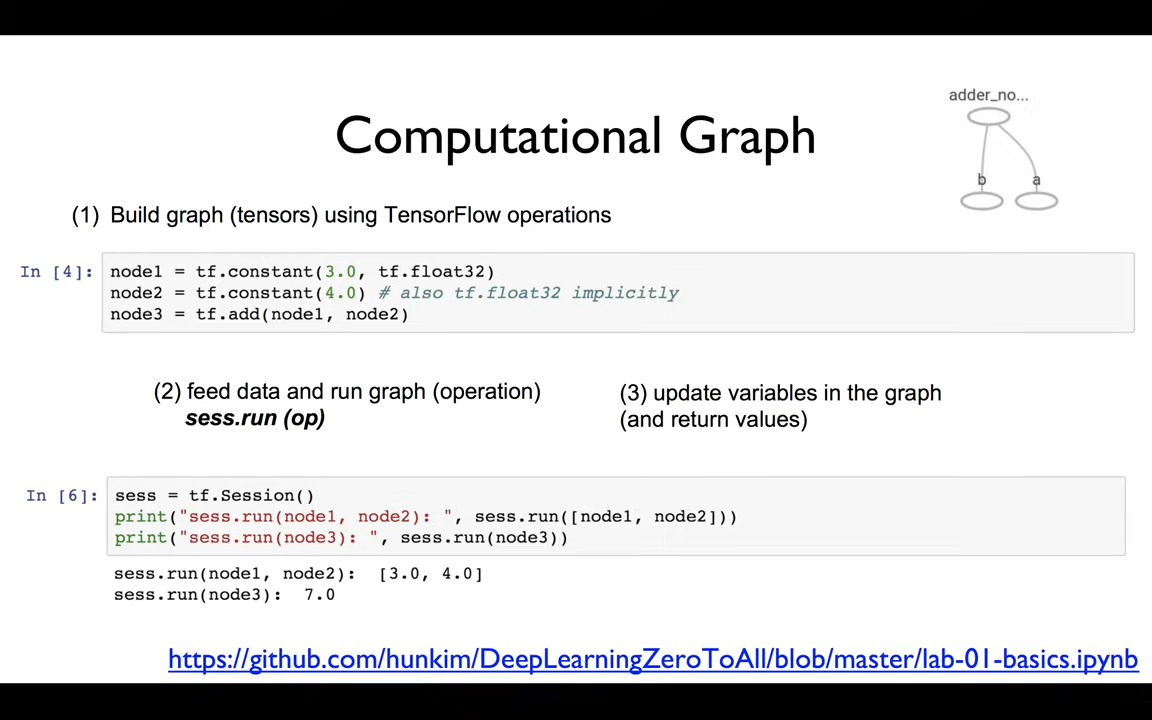 adder_no...
Computational Graph
b
a
(1) Build graph (tensors) using TensorFlow operations
In [4]: node1 = tf.constant(3.0, tf.float32)
node2 = tf.constant(4.0) # also tf.float32 implicitly
node3 = tf.add(node1, node2)
(2) feed data and run graph (operation)
sess.run (op)
(3) update variables in the graph
(and return values)
In [6]: sess = tf.Session()
print("sess.run(node1, node2): ", sess.run([node1, node2]))
print("sess.run(node3): ", sess.run(node3))
sess.run(node1, node2):  [3.0, 4.0]
sess.run(node3):  7.0
https://github.com/hunkim/DeepLearningZeroToAll/blob/master/lab-01-basics.ipynb